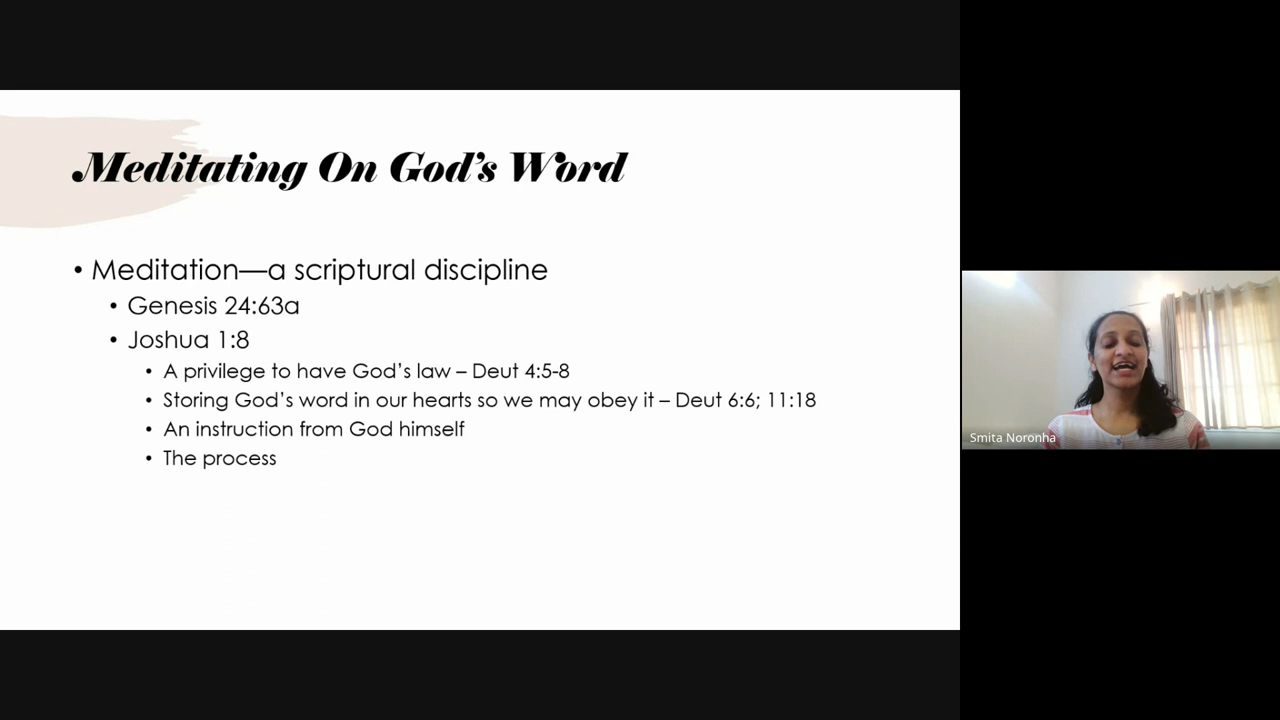 Meditating On God's Word
• Meditation—a scriptural discipline
• Genesis 24:63a
• Joshua 1:8
• A privilege to have God's law – Deut 4:5-8
• Storing God's word in our hearts so we may obey it – Deut 6:6; 11:18
• An instruction from God himself
• The process
Smita Noronha